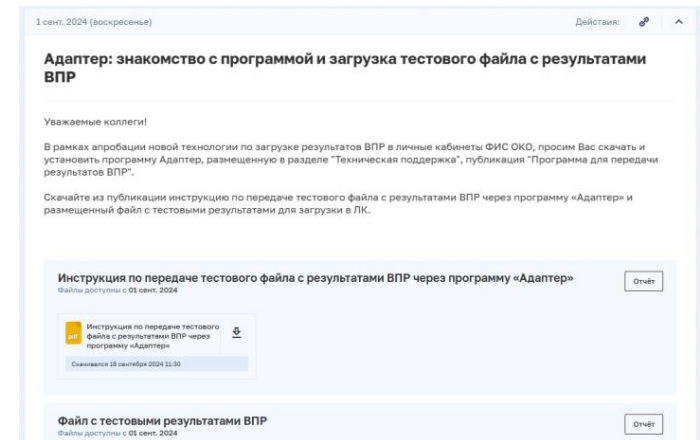 1 сент. 2024 (воскресенье)
Действия:
Адаптер: знакомство с программой и загрузка тестового файла с результатами
ВПР
Уважаемые коллеги!
В рамках апробации новой технологии по загрузке результатов ВПР в личные кабинеты ФИС ОКО, просим Вас скачать и
установить программу Адаптер, размещенную в разделе "Техническая поддержка", публикация "Программа для передачи
результатов ВПР".
Скачайте из публикации инструкцию по передаче тестового файла с результатами ВПР через программу «Адаптер» и
размещенный файл с тестовыми результатами для загрузки в ЛК.
Инструкция по передаче тестового файла с результатами ВПР через программу «Адаптер»
Отчёт
Файлы доступны с 01 сент. 2024
Инструкция по передаче тестового
файла с результатами ВПР через
программу «Адаптер»
pdf
Скачивался 18 сентября 2024 11:30
Файл с тестовыми результатами ВПР
Отчёт
Файлы доступны с 01 сент. 2024